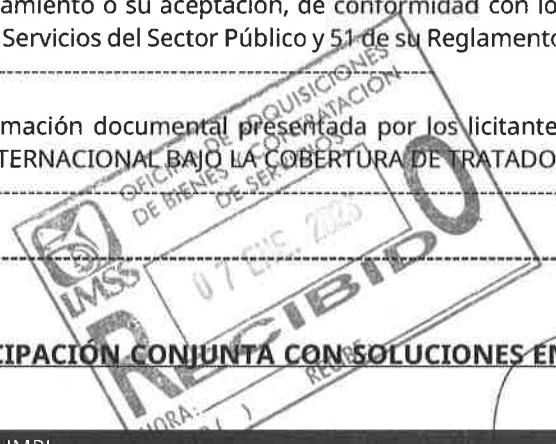 amiento o su aceptación, de conformidad con lo
Servicios del Sector Público y 51 de su Reglamento
mación documental presentada por los licitante
TERNACIONAL BAJO LA COBERTURA DE TRATADO
OFICINA DE ADQUISICIONES
DE BIENES Y CONTRATACIÓN
DE SERVICIOS
IMSS
07 ENE.
RECIBIDO
CIPACIÓN CONJUNTA CON SOLUCIONES EN
RECIBE
HORA: